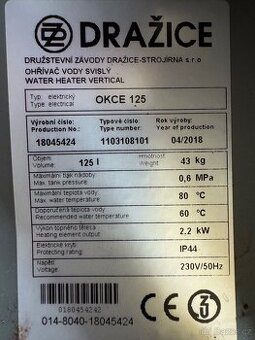 DZ DRAŽICE
DRUŽSTEVNÍ ZÁVODY DRAŽICE-STROJÍRNA s.r.o
OHŘÍVAČ VODY SVISLÝ
WATER HEATER VERTICAL
Typ: elektrický
Type: electrical
OKCE 125
Výrobní číslo: Typové číslo: Rok výroby:
Production No.: Type number: Year of production
18045424 1103108101 04/2018
Objem:
Volume: 125 l
Hmotnost
Weight 43 kg
Maximální tlak nádoby
Max. tank pressure 0,6 MPa
Maximální teplota vody
Max. water temperature 80 °C
Doporučená teplota vody
Recommended water temp. 60 °C
Výkon topného tělesa
Heating element output 2,2 kW
Elektrické krytí
Protecting rating IP44
Napětí
Voltage: 230V/50Hz
0180454242
014-8040-18045424
CE